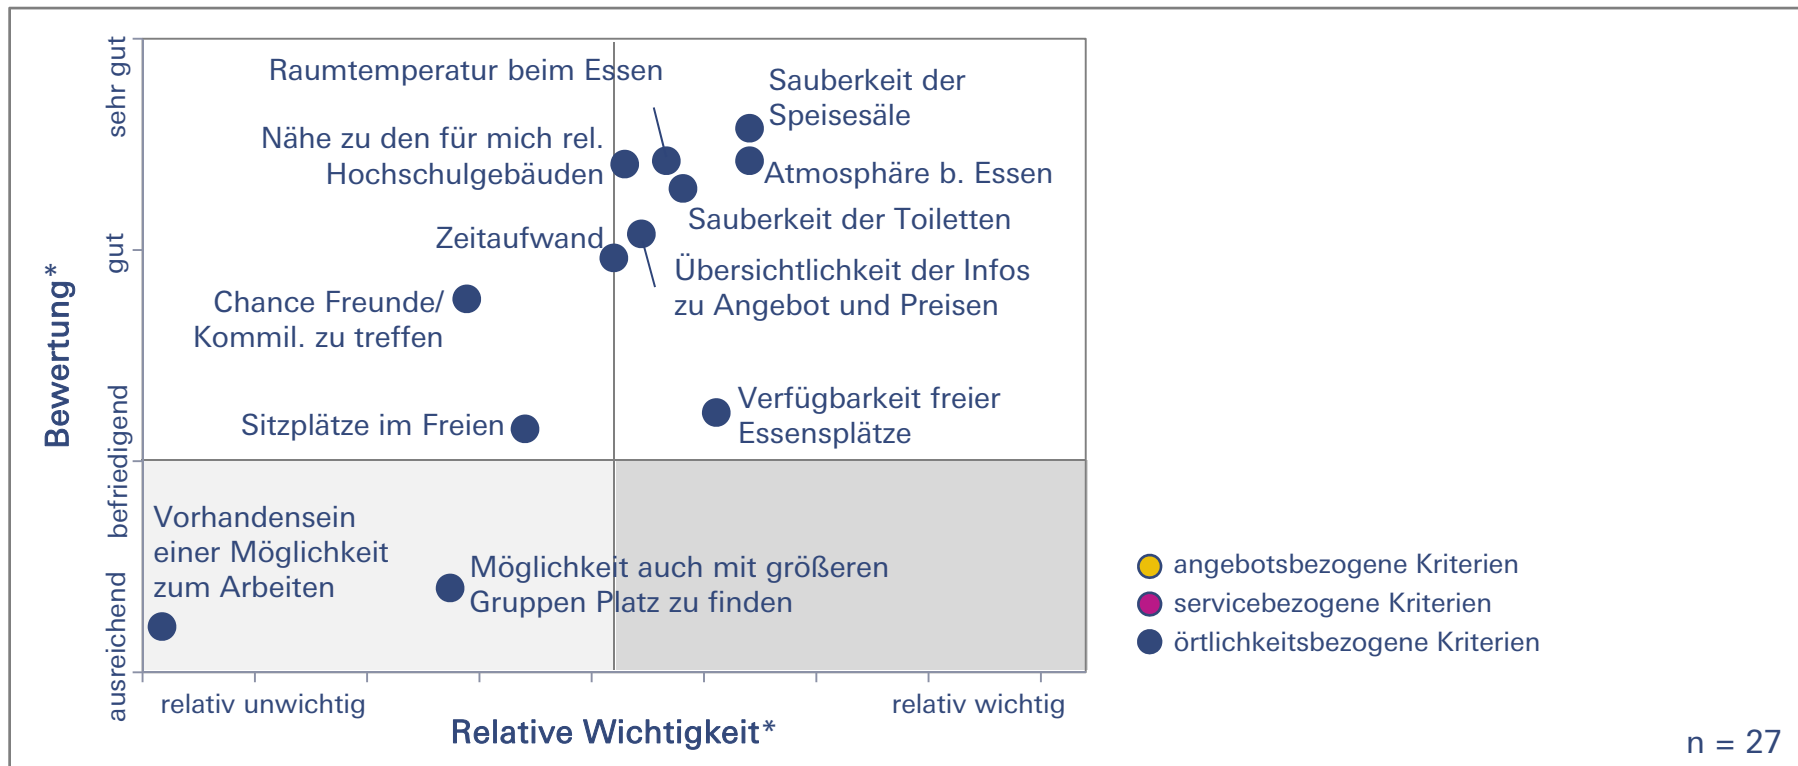 sehr gut
gut
befriedigend
ausreichend
Bewertung*
Raumtemperatur beim Essen
Sauberkeit der
Speisesäle
Nähe zu den für mich rel.
Hochschulgebäuden
Atmosphäre b. Essen
Sauberkeit der Toiletten
Zeitaufwand
Übersichtlichkeit der Infos
zu Angebot und Preisen
Chance Freunde/
Kommil. zu treffen
Verfügbarkeit freier
Essensplätze
Sitzplätze im Freien
Vorhandensein
einer Möglichkeit
zum Arbeiten
Möglichkeit auch mit größeren
Gruppen Platz zu finden
relativ unwichtig
relativ wichtig
Relative Wichtigkeit*
angebotsbezogene Kriterien
servicebezogene Kriterien
örtlichkeitsbezogene Kriterien
n = 27